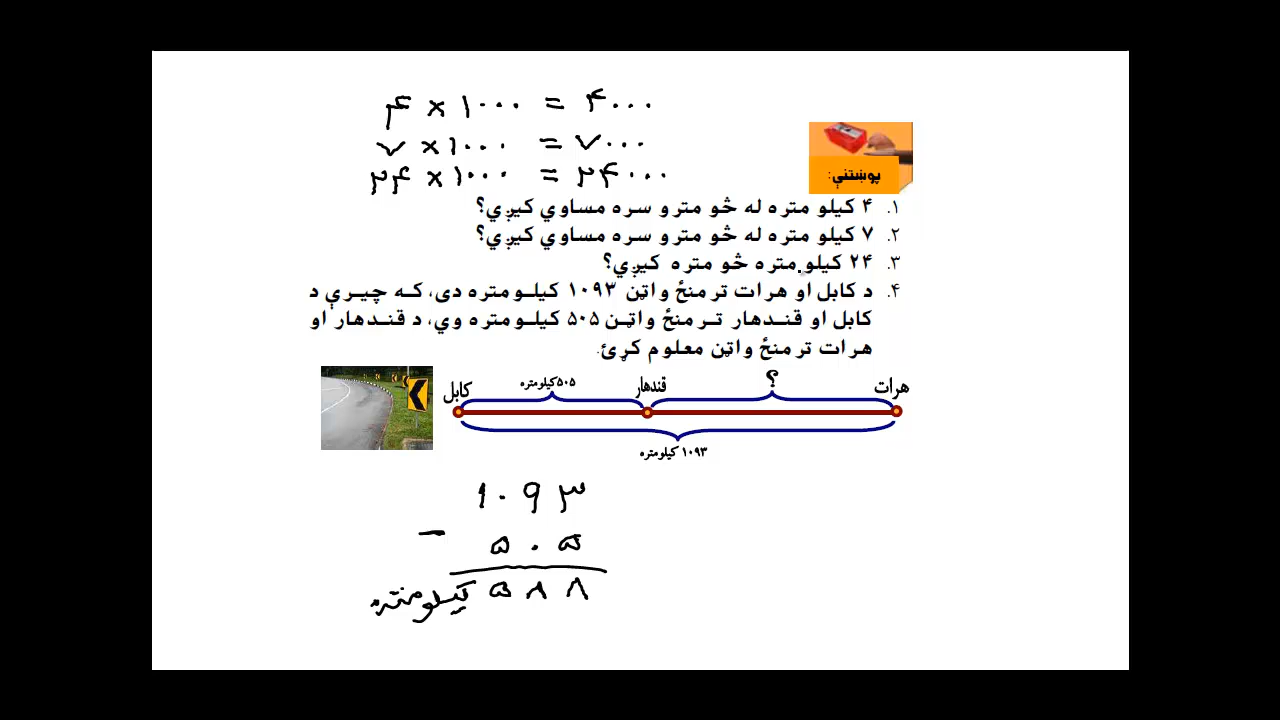 ۴ × ۱۰۰۰ = ۴۰۰۰
۷ × ۱۰۰۰ = ۷۰۰۰
۲۴ × ۱۰۰۰ = ۲۴۰۰۰
پوښتنې:
۱. ۴ کیلو متره له څو مترو سره مساوي کیږي؟
۲. ۷ کیلو متره له څو مترو سره مساوي کیږي؟
۳. ۲۴ کیلو متره څو متره کیږي؟
۴. د کابل او هرات ترمنځ واټن ۱۰۹۳ کیلومتره دی، که چیرې د
کابل او قندهار ترمنځ واټن ۵۰۵ کیلومتره وي، د قندهار او
هرات ترمنځ واټن معلوم کړئ.
هرات ؟ قندهار ۵۰۵کیلومتره کابل
۱۰۹۳ کیلومتره
۱۰۹۳
− ۵۰۵
۵۸۸ کیلومتره